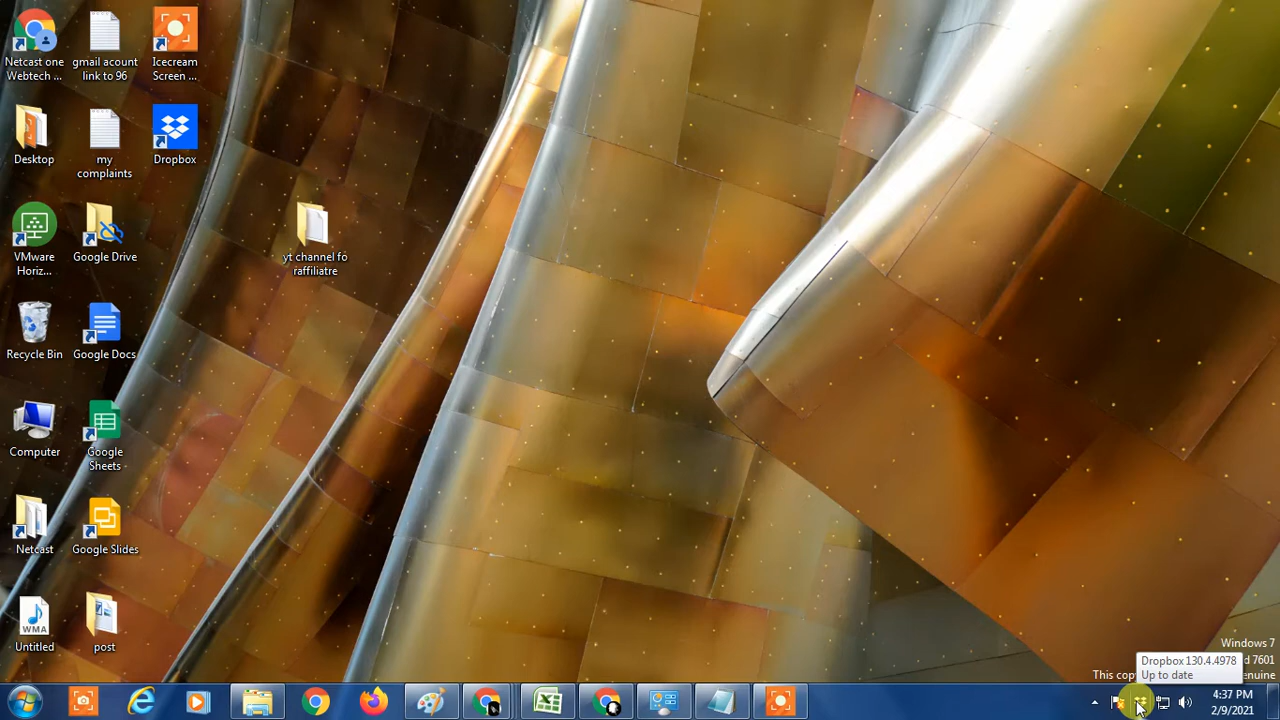 Netcast one
Webtech ...
gmail acount
link to 96
Icecream
Screen ...
Desktop
my
complaints
Dropbox
VMware
Horiz...
Google Drive
yt channel fo
raffiliatre
Recycle Bin
Google Docs
Computer
Google
Sheets
Netcast
Google Slides
WMA
Untitled
post
Windows 7
Dropbox 130.4.4978
Up to date
d 7601
This cop
enuine
4:37 PM
2/9/2021